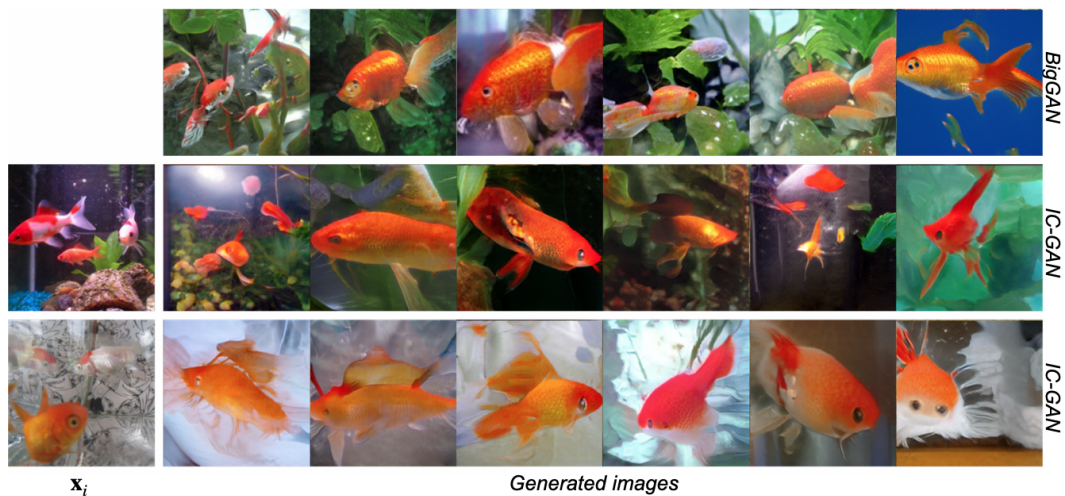 BigGAN
IC-GAN
IC-GAN
x_i
Generated images